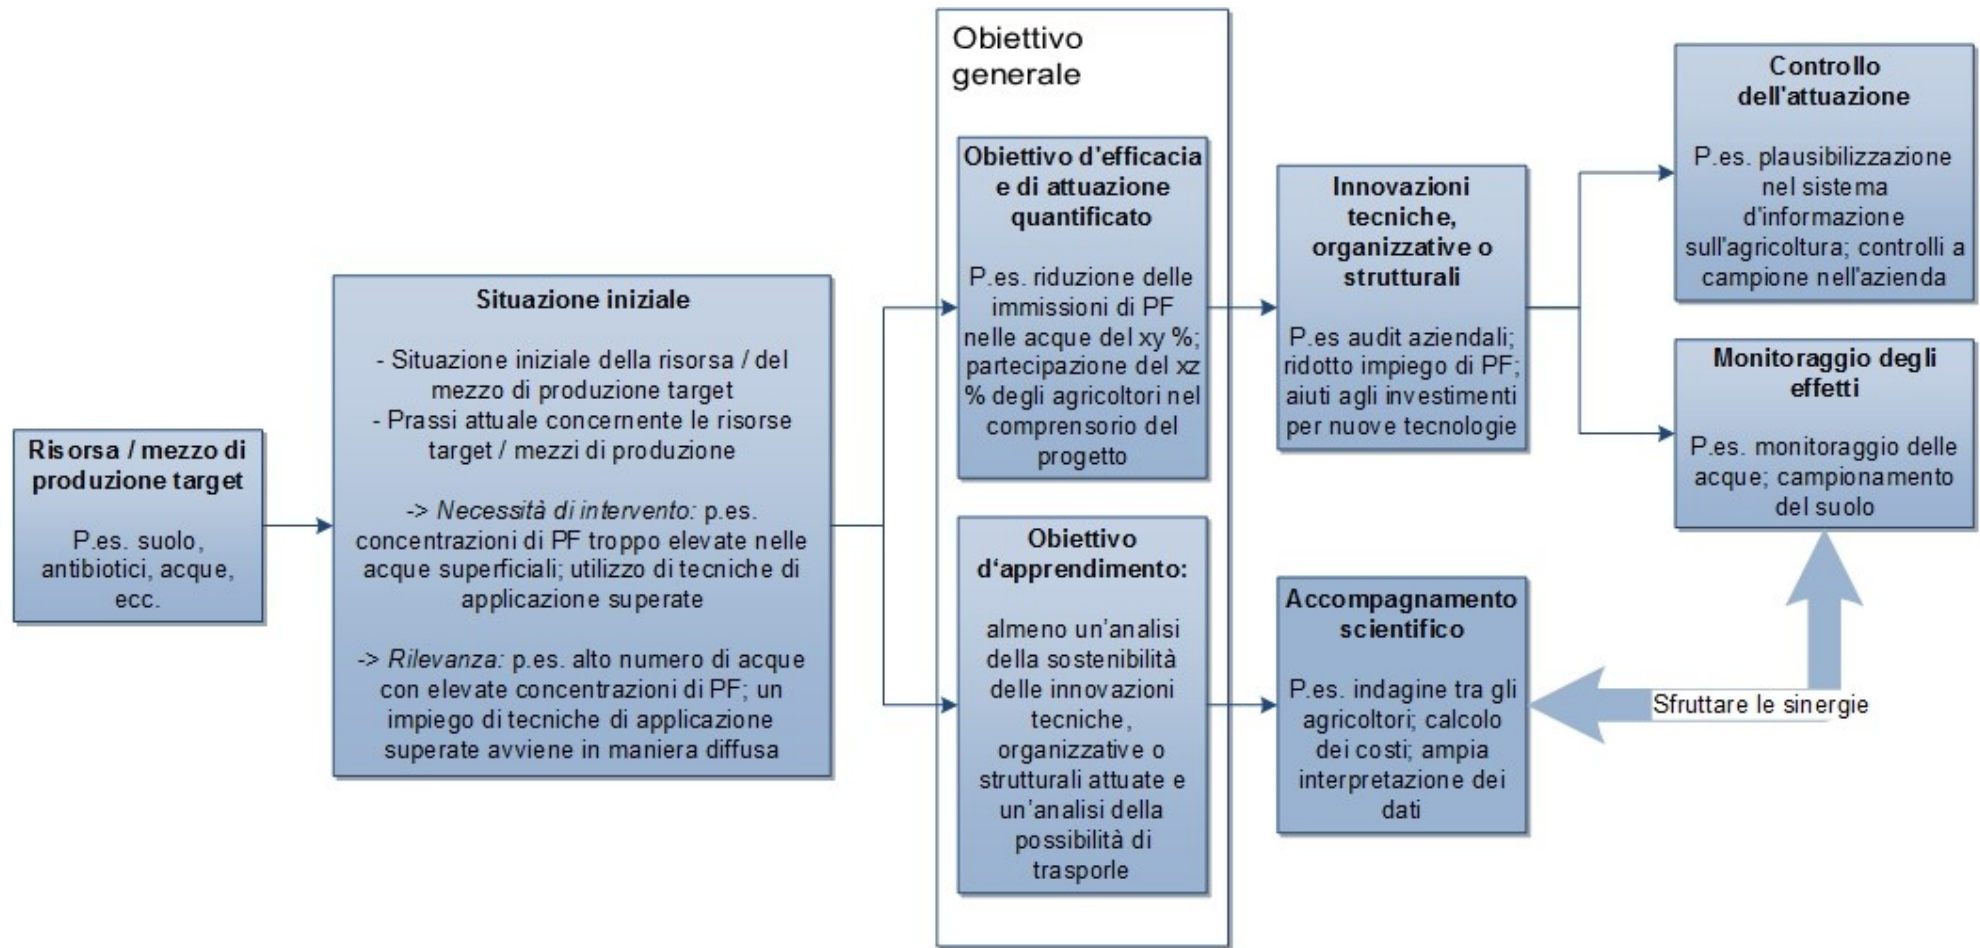 Risorsa / mezzo di
produzione target
P.es. suolo,
antibiotici, acque,
ecc.
Situazione iniziale
- Situazione iniziale della risorsa / del
mezzo di produzione target
- Prassi attuale concernente le risorse
target / mezzi di produzione
-> Necessità di intervento: p.es.
concentrazioni di PF troppo elevate nelle
acque superficiali; utilizzo di tecniche di
applicazione superate
-> Rilevanza: p.es. alto numero di acque
con elevate concentrazioni di PF; un
impiego di tecniche di applicazione
superate avviene in maniera diffusa
Obiettivo
generale
Obiettivo d'efficacia
e di attuazione
quantificato
P.es. riduzione delle
immissioni di PF
nelle acque del xy %;
partecipazione del xz
% degli agricoltori nel
comprensorio del
progetto
Obiettivo
d‘apprendimento:
almeno un’analisi
della sostenibilità
delle innovazioni
tecniche,
organizzative o
strutturali attuate e
un’analisi della
possibilità di
trasporle
Innovazioni
tecniche,
organizzative o
strutturali
P.es audit aziendali;
ridotto impiego di PF;
aiuti agli investimenti
per nuove tecnologie
Accompagnamento
scientifico
P.es. indagine tra gli
agricoltori; calcolo
dei costi; ampia
interpretazione dei
dati
Controllo
dell'attuazione
P.es. plausibilizzazione
nel sistema
d'informazione
sull'agricoltura; controlli a
campione nell'azienda
Monitoraggio degli
effetti
P.es. monitoraggio delle
acque; campionamento
del suolo
Sfruttare le sinergie